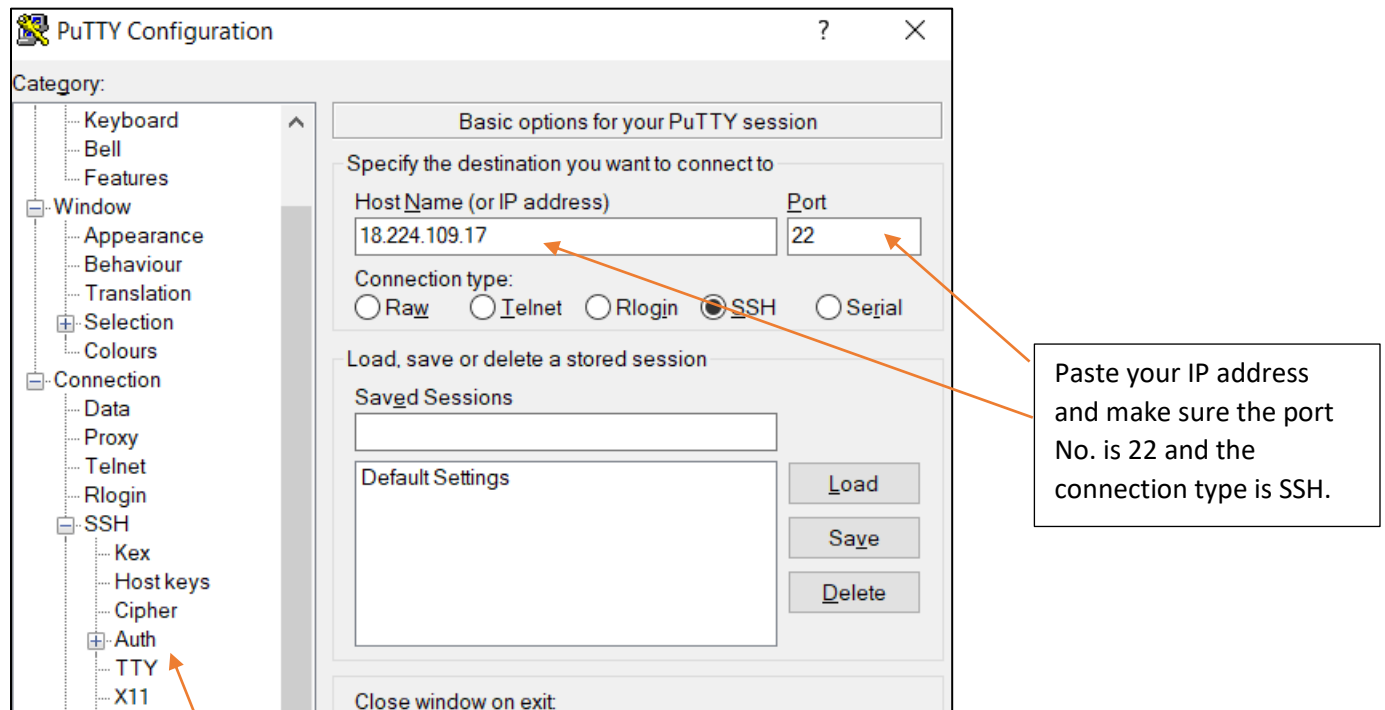 PuTTY Configuration
?
Category:
Keyboard
Bell
Features
Window
Appearance
Behaviour
Translation
Selection
Colours
Connection
Data
Proxy
Telnet
Rlogin
SSH
Kex
Host keys
Cipher
Auth
TTY
X11
Basic options for your PuTTY session
Specify the destination you want to connect to
Host Name (or IP address) Port
18.224.109.17 22
Connection type:
Raw Telnet Rlogin SSH Serial
Load, save or delete a stored session
Saved Sessions
Default Settings
Load
Save
Delete
Close window on exit:
Paste your IP address
and make sure the port
No. is 22 and the
connection type is SSH.